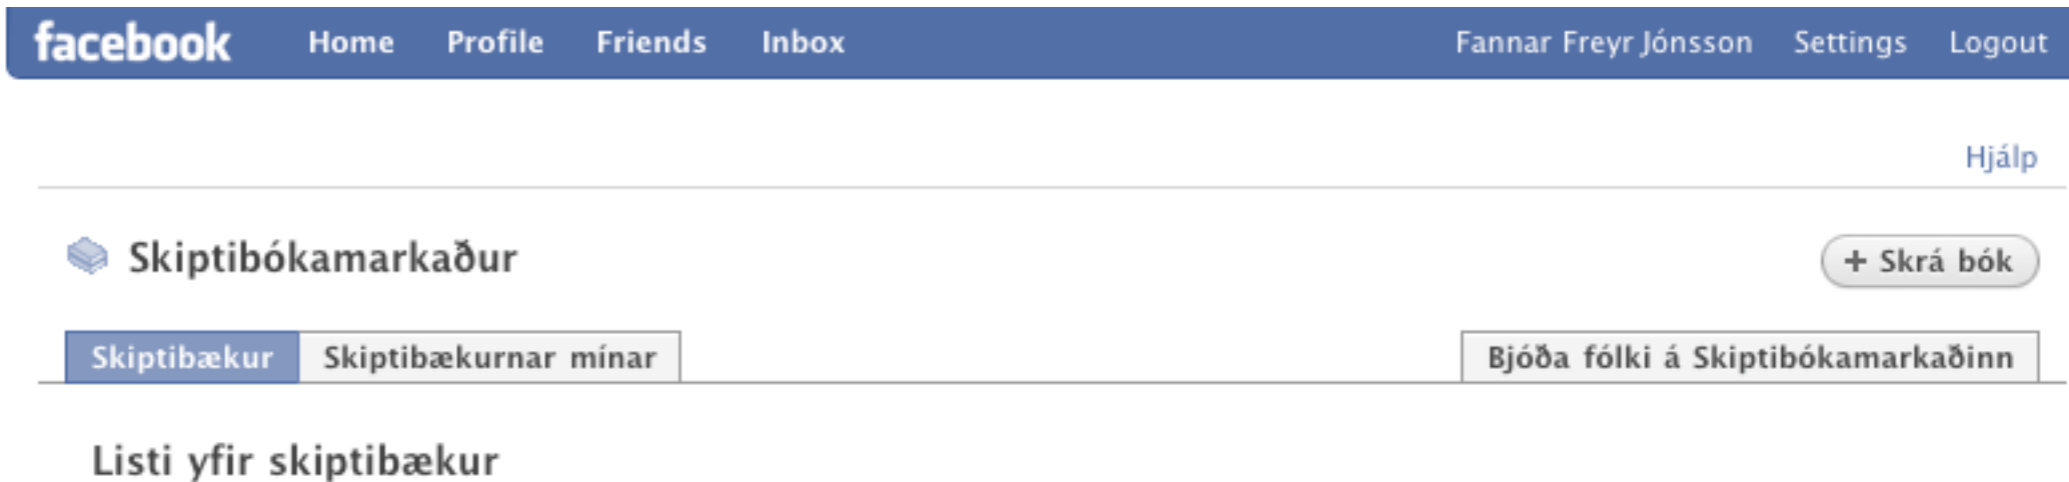 facebook Home Profile Friends Inbox Fannar Freyr Jónsson Settings Logout
Hjálp
Skiptibókamarkaður + Skrá bók
Skiptibækur Skiptibækurnar mínar Bjóða fólki á Skiptibókamarkaðinn
Listi yfir skiptibækur